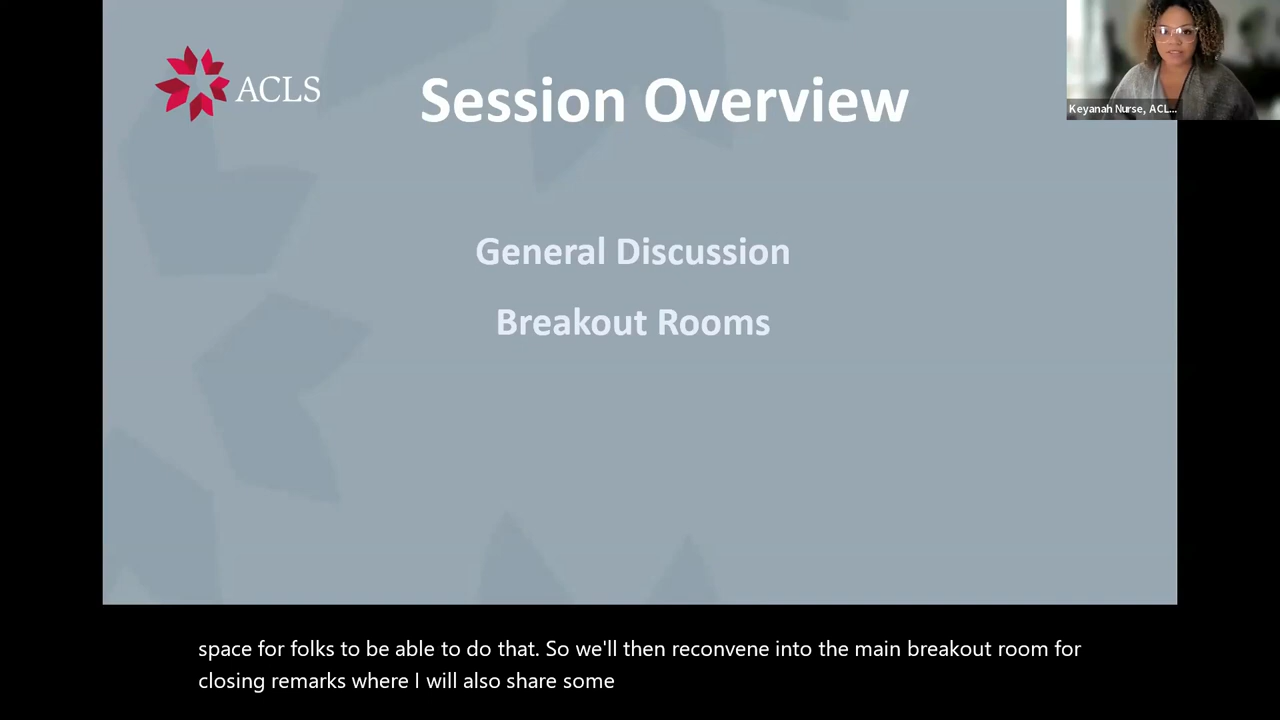 ACLS
Session Overview
Keyanah Nurse, ACL...
General Discussion
Breakout Rooms
space for folks to be able to do that. So we'll then reconvene into the main breakout room for
closing remarks where I will also share some